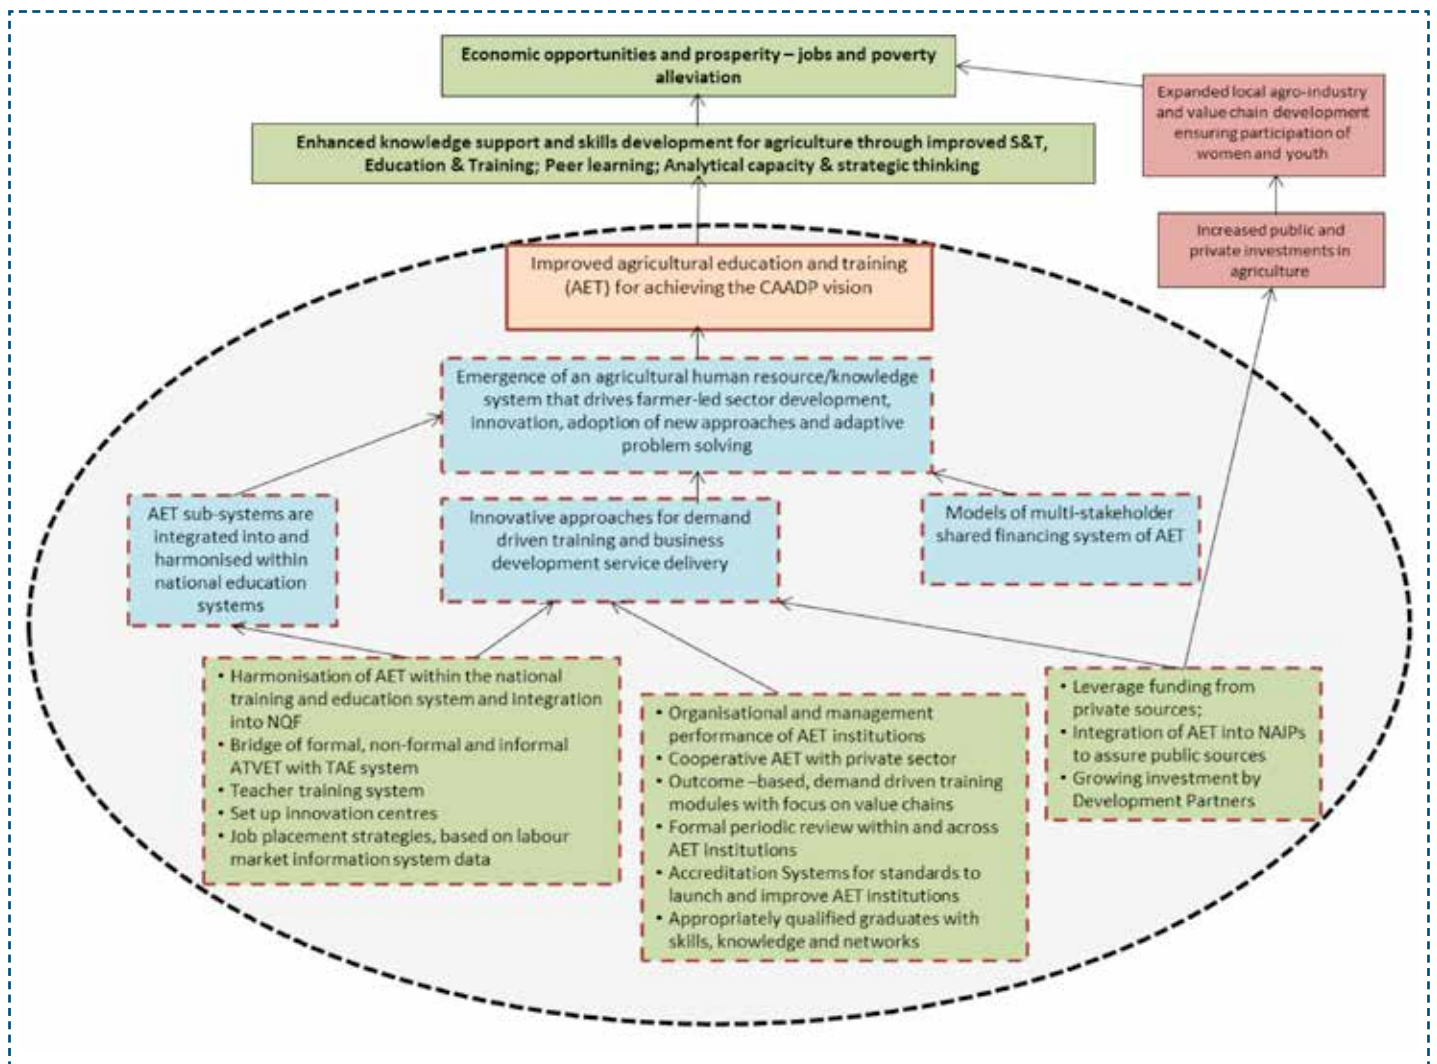 Economic opportunities and prosperity – jobs and poverty
alleviation
Expanded local agro-industry
and value chain development
ensuring participation of
women and youth
Enhanced knowledge support and skills development for agriculture through improved S&T,
Education & Training; Peer learning; Analytical capacity & strategic thinking
Increased public and
private investments in
agriculture
Improved agricultural education and training
(AET) for achieving the CAADP vision
Emergence of an agricultural human resource/knowledge
system that drives farmer-led sector development,
innovation, adoption of new approaches and adaptive
problem solving
AET sub-systems are
integrated into and
harmonised within
national education
systems
Innovative approaches for demand
driven training and business
development service delivery
Models of multi-stakeholder
shared financing system of AET
• Harmonisation of AET within the national
training and education system and integration
into NQF
• Bridge of formal, non-formal and informal
ATVET with TAE system
• Teacher training system
• Set up innovation centres
• Job placement strategies, based on labour
market information system data
• Organisational and management
performance of AET institutions
• Cooperative AET with private sector
• Outcome –based, demand driven training
modules with focus on value chains
• Formal periodic review within and across
AET Institutions
• Accreditation Systems for standards to
launch and improve AET institutions
• Appropriately qualified graduates with
skills, knowledge and networks
• Leverage funding from
private sources;
• Integration of AET into NAIPs
to assure public sources
• Growing investment by
Development Partners